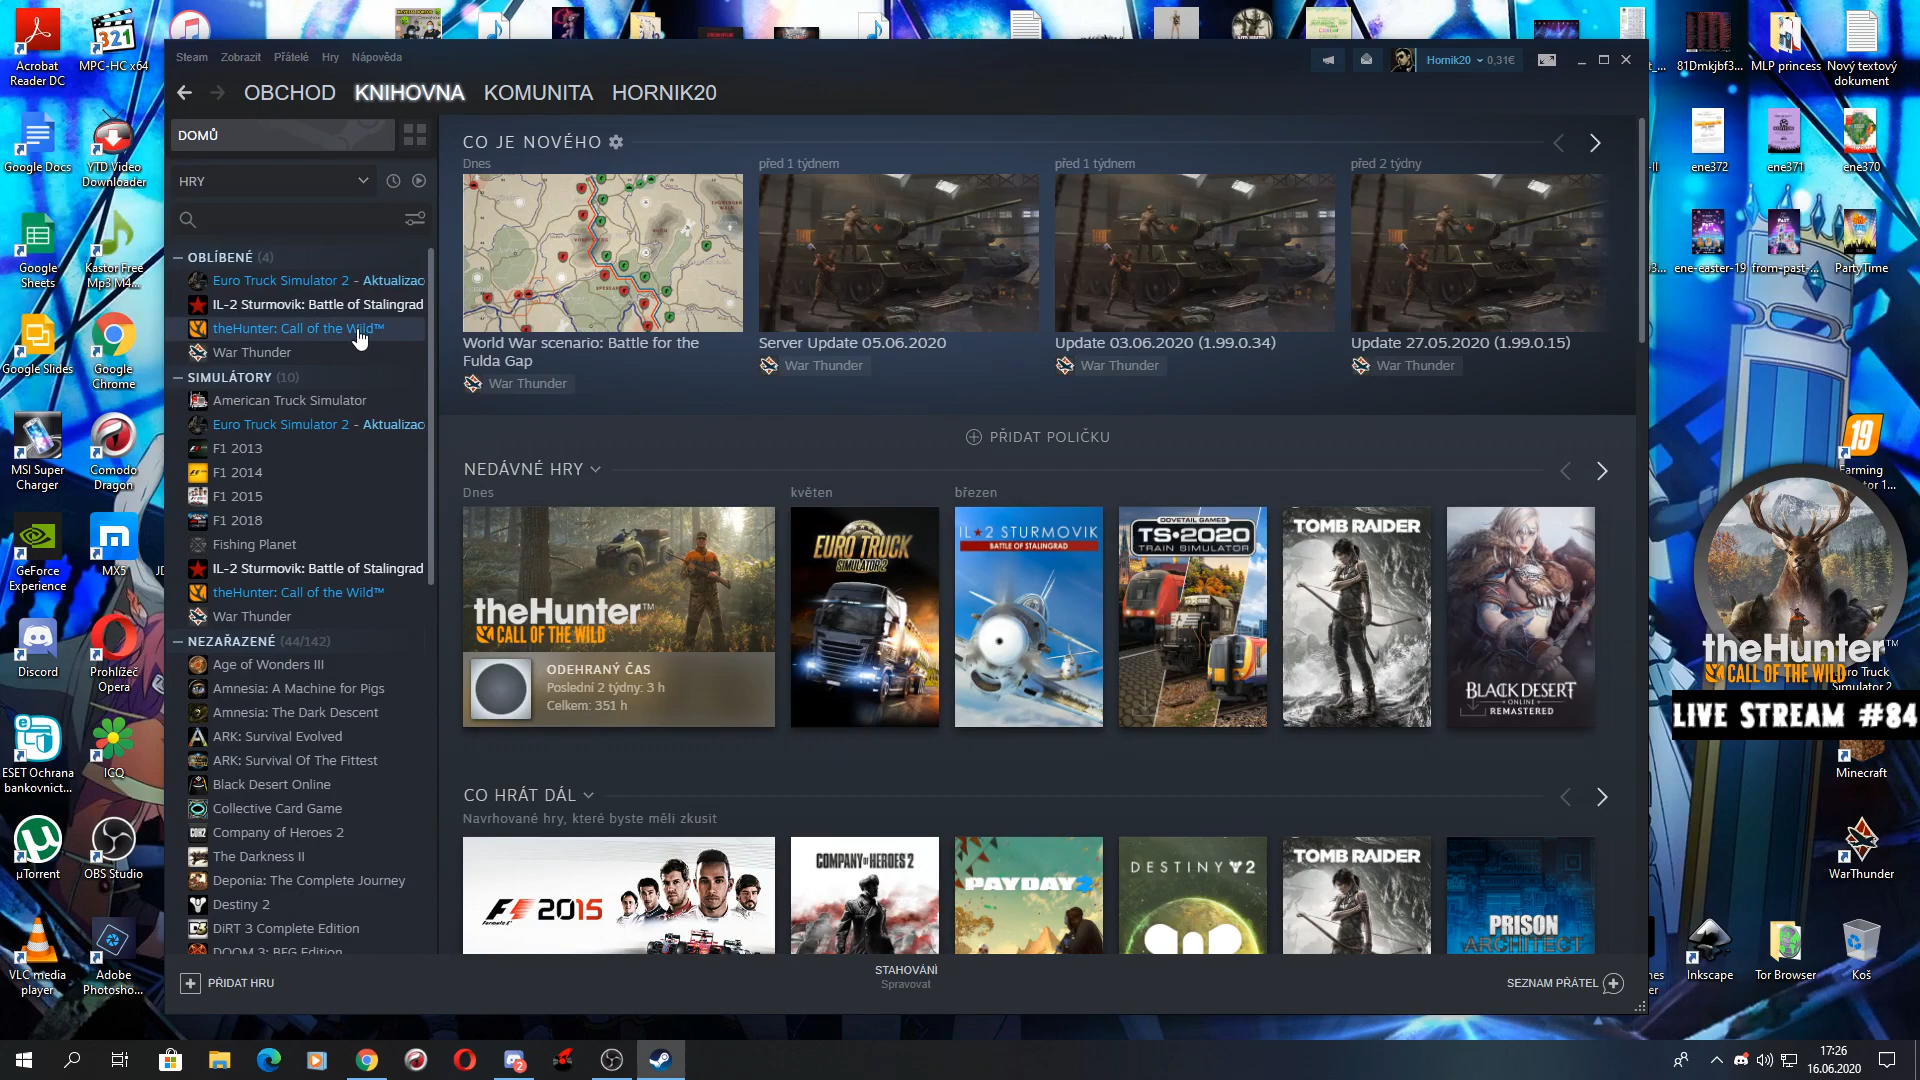 Steam Zobrazit Přátelé Hry Nápověda
Hornik20 0,31€
OBCHOD KNIHOVNA KOMUNITA HORNIK20
DOMŮ
HRY
OBLÍBENÉ (4)
Euro Truck Simulator 2 - Aktualizac
IL-2 Sturmovik: Battle of Stalingrad
theHunter: Call of the Wild™
War Thunder
SIMULÁTORY (10)
American Truck Simulator
Euro Truck Simulator 2 - Aktualizac
F1 2013
F1 2014
F1 2015
F1 2018
Fishing Planet
IL-2 Sturmovik: Battle of Stalingrad
theHunter: Call of the Wild™
War Thunder
NEZAŘAZENÉ (44/142)
Age of Wonders III
Amnesia: A Machine for Pigs
Amnesia: The Dark Descent
ARK: Survival Evolved
ARK: Survival Of The Fittest
Black Desert Online
Collective Card Game
Company of Heroes 2
The Darkness II
Deponia: The Complete Journey
Destiny 2
DiRT 3 Complete Edition
DOOM 3: BFG Edition
PŘIDAT HRU
CO JE NOVÉHO
Dnes
World War scenario: Battle for the
Fulda Gap
War Thunder
před 1 týdnem
Server Update 05.06.2020
War Thunder
před 1 týdnem
Update 03.06.2020 (1.99.0.34)
War Thunder
před 2 týdny
Update 27.05.2020 (1.99.0.15)
War Thunder
PŘIDAT POLIČKU
NEDÁVNÉ HRY
Dnes
theHunter™
CALL OF THE WILD
ODEHRANÝ ČAS
Poslední 2 týdny: 3 h
Celkem: 351 h
květen
EURO TRUCK
SIMULATOR 2
březen
IL★2 STURMOVIK
BATTLE OF STALINGRAD
DOVETAIL GAMES
TS•2020
TRAIN SIMULATOR
TOMB RAIDER
BLACK DESERT
ONLINE
REMASTERED
CO HRÁT DÁL
Navrhované hry, které byste měli zkusit
F1 2015
Formula 1
COMPANY OF HEROES 2
PAYDAY 2
DESTINY 2
TOMB RAIDER
PRISON
ARCHITECT
STAHOVÁNÍ
Spravovat
SEZNAM PŘÁTEL
Acrobat
Reader DC
MPC-HC x64
Google Docs
YTD Video
Downloader
Google
Sheets
Kastor Free
Mp3 M4...
Google Slides
Google
Chrome
MSI Super
Charger
Comodo
Dragon
GeForce
Experience
MX5
Discord
Prohlížeč
Opera
ESET Ochrana
bankovnict...
ICQ
µTorrent
OBS Studio
VLC media
player
Adobe
Photosho...
81Dmkjbf3...
MLP princess
Nový textový
dokument
ene372
ene371
ene370
ene-easter-19
from-past-...
PartyTime
19
Farming
theHunter™
CALL OF THE WILD
Euro Truck
Simulator 2
LIVE STREAM #84
Minecraft
WarThunder
Inkscape
Tor Browser
Koš
17:26
16.06.2020